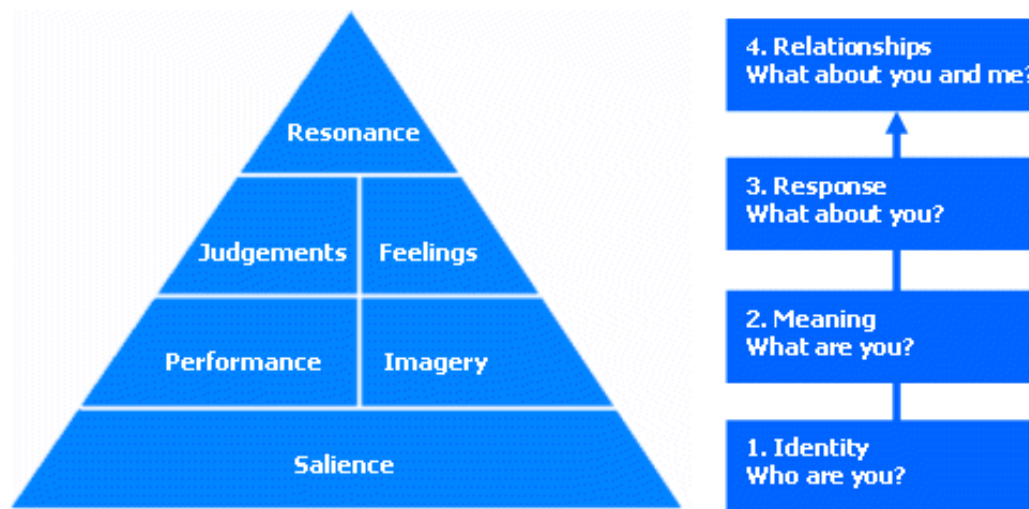 Resonance
Judgements
Feelings
Performance
Imagery
Salience
4. Relationships
What about you and me?
3. Response
What about you?
2. Meaning
What are you?
1. Identity
Who are you?